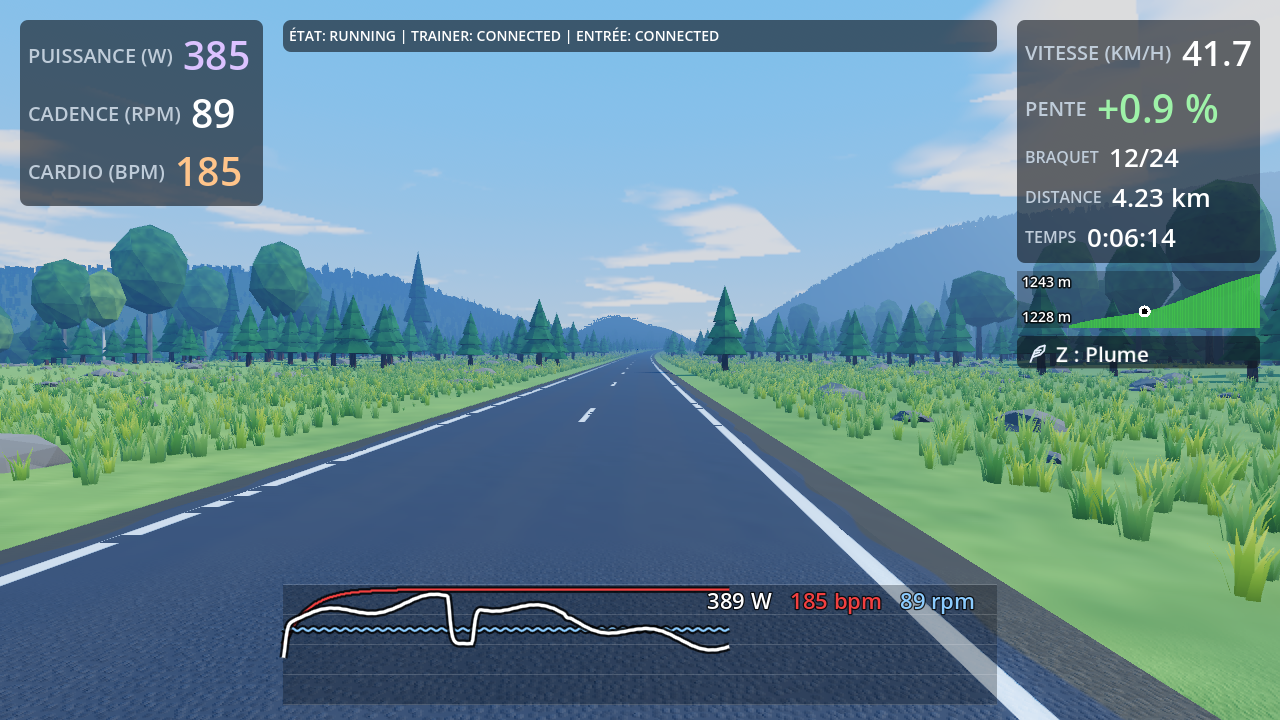 PUISSANCE (W) 385
CADENCE (RPM) 89
CARDIO (BPM) 185
ÉTAT: RUNNING | TRAINER: CONNECTED | ENTRÉE: CONNECTED
VITESSE (KM/H) 41.7
PENTE +0.9 %
BRAQUET 12/24
DISTANCE 4.23 km
TEMPS 0:06:14
1243 m
1228 m
Z : Plume
389 W 185 bpm 89 rpm